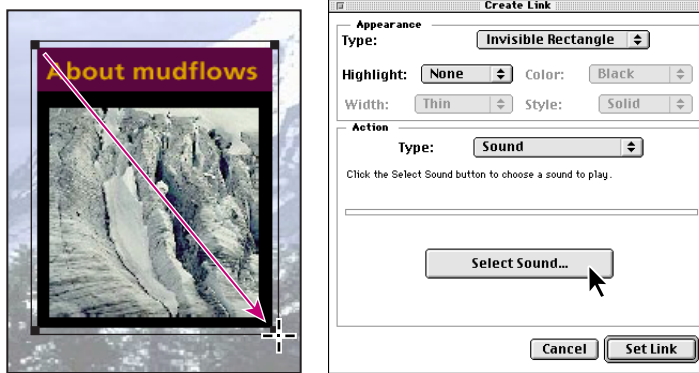 About mudflows
Create Link
Appearance
Type: Invisible Rectangle
Highlight: None Color: Black
Width: Thin Style: Solid
Action
Type: Sound
Click the Select Sound button to choose a sound to play.
Select Sound...
Cancel Set Link